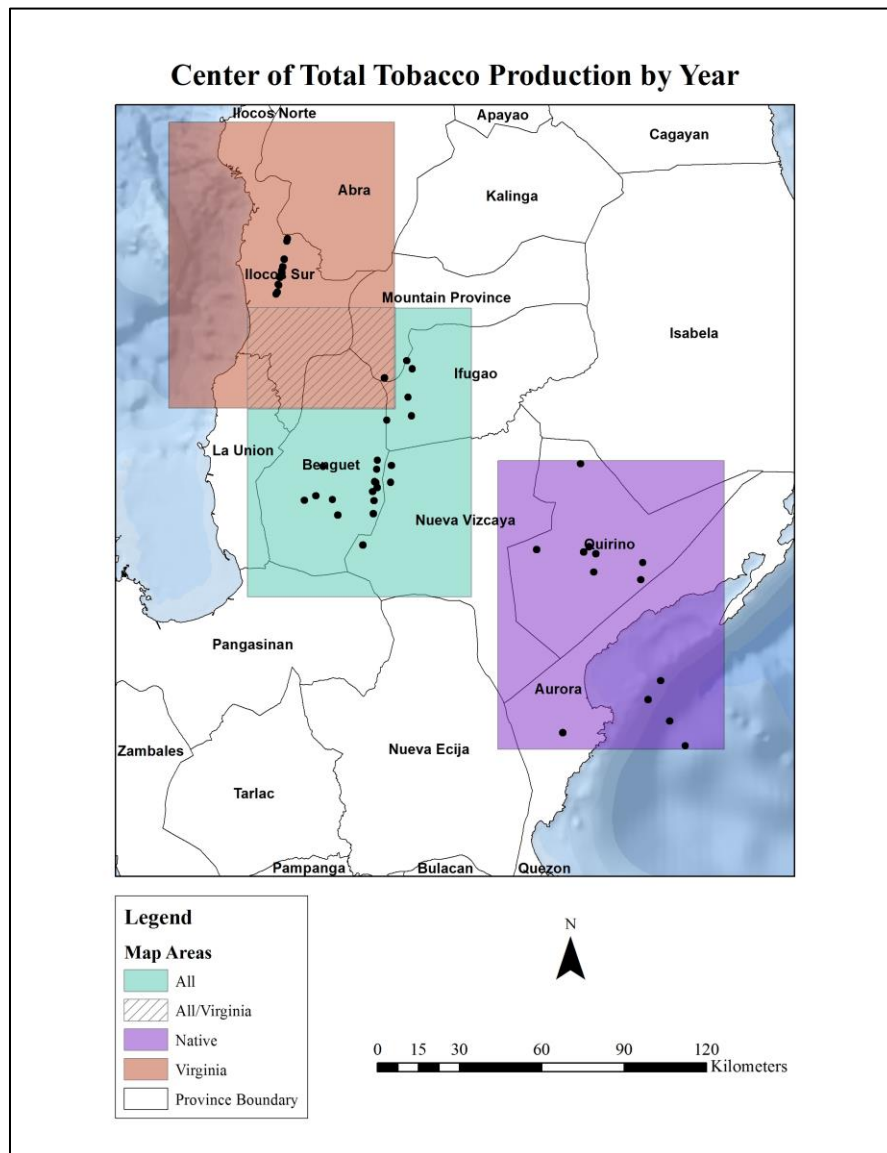 Center of Total Tobacco Production by Year
Ilocos Norte
Apayao
Cagayan
Abra
Kalinga
Ilocos Sur
Mountain Province
Isabela
Ifugao
La Union
Benguet
Nueva Vizcaya
Quirino
Pangasinan
Aurora
Zambales
Nueva Ecija
Tarlac
Pampanga
Bulacan
Quezon
Legend
Map Areas
All
All/Virginia
Native
Virginia
Province Boundary
N
0 15 30 60 90 120
Kilometers